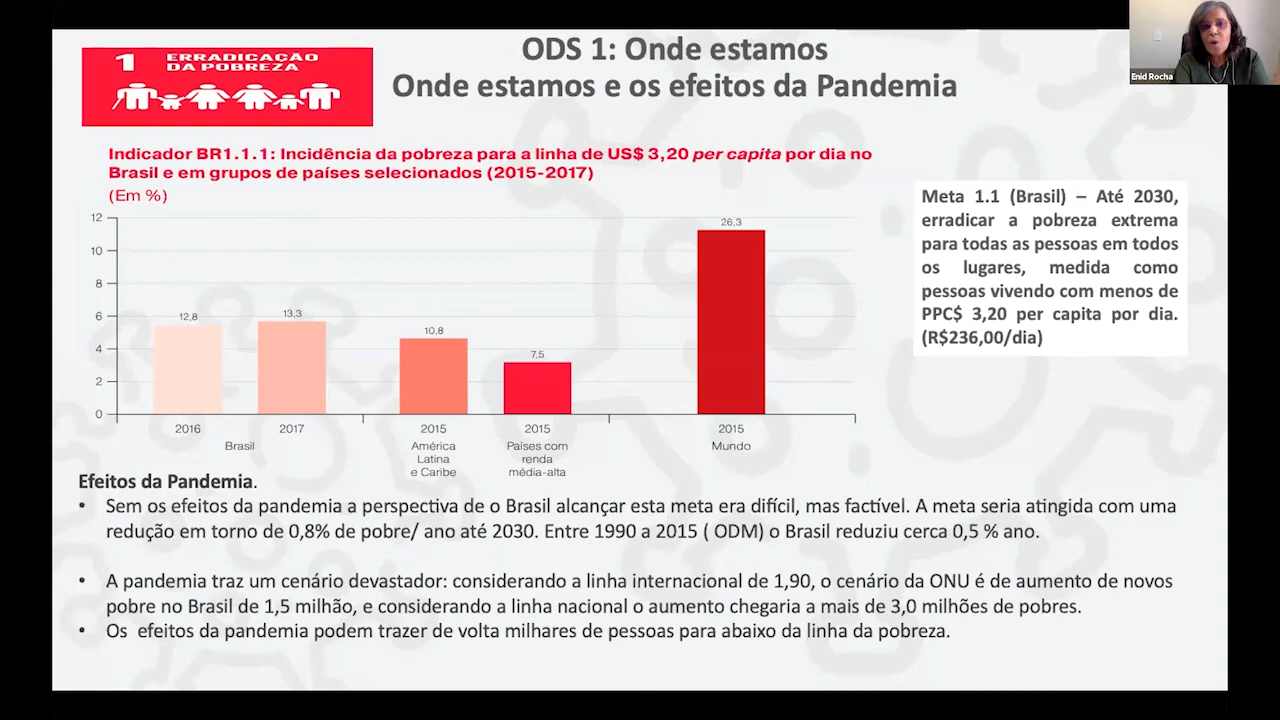 ODS 1: Onde estamos
Onde estamos e os efeitos da Pandemia
1 ERRADICAÇÃO
DA POBREZA
Enid Rocha
Indicador BR1.1.1: Incidência da pobreza para a linha de US$ 3,20 per capita por dia no
Brasil e em grupos de países selecionados (2015-2017)
(Em %)
12
10
8
6
4
2
0
12,8
13,3
10,8
7,5
26,3
2016
2017
2015
2015
2015
Brasil
América
Latina
e Caribe
Países com
renda
média-alta
Mundo
Meta 1.1 (Brasil) – Até 2030,
erradicar a pobreza extrema
para todas as pessoas em todos
os lugares, medida como
pessoas vivendo com menos de
PPC$ 3,20 per capita por dia.
(R$236,00/dia)
Efeitos da Pandemia.
• Sem os efeitos da pandemia a perspectiva de o Brasil alcançar esta meta era difícil, mas factível. A meta seria atingida com uma
redução em torno de 0,8% de pobre/ ano até 2030. Entre 1990 a 2015 ( ODM) o Brasil reduziu cerca 0,5 % ano.
• A pandemia traz um cenário devastador: considerando a linha internacional de 1,90, o cenário da ONU é de aumento de novos
pobre no Brasil de 1,5 milhão, e considerando a linha nacional o aumento chegaria a mais de 3,0 milhões de pobres.
• Os efeitos da pandemia podem trazer de volta milhares de pessoas para abaixo da linha da pobreza.